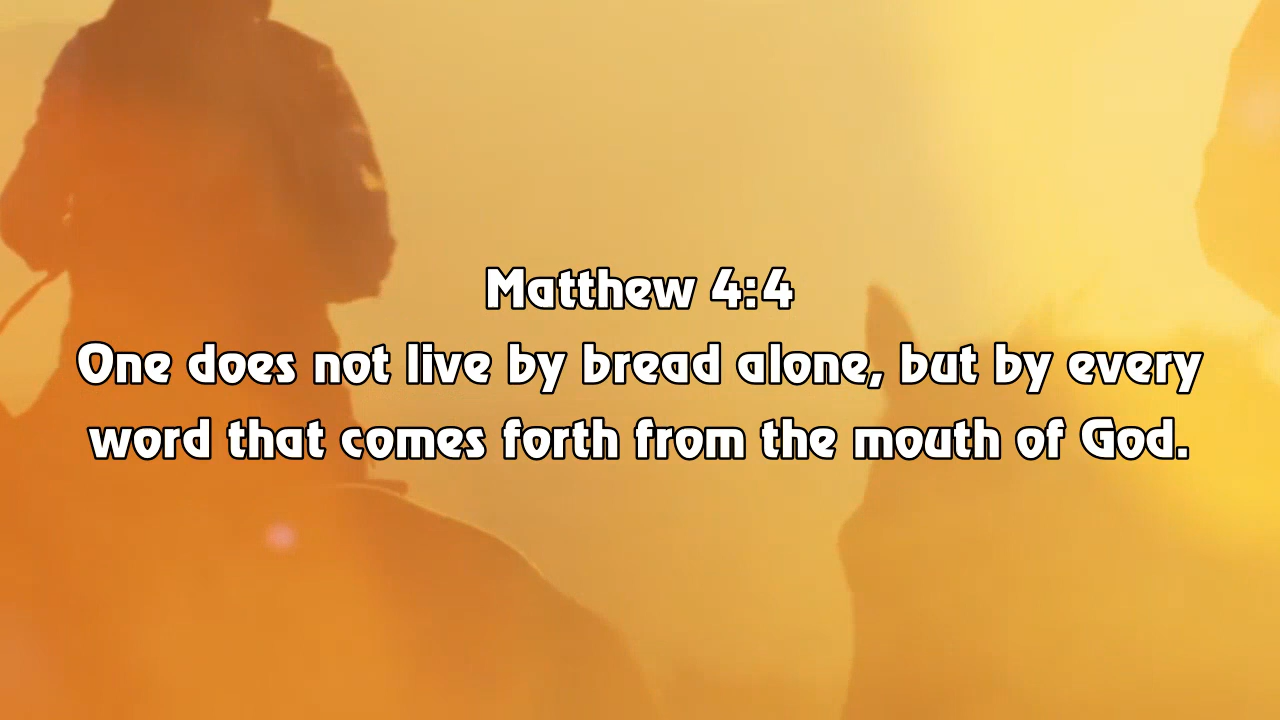 Matthew 4:4
One does not live by bread alone, but by every
word that comes forth from the mouth of God.